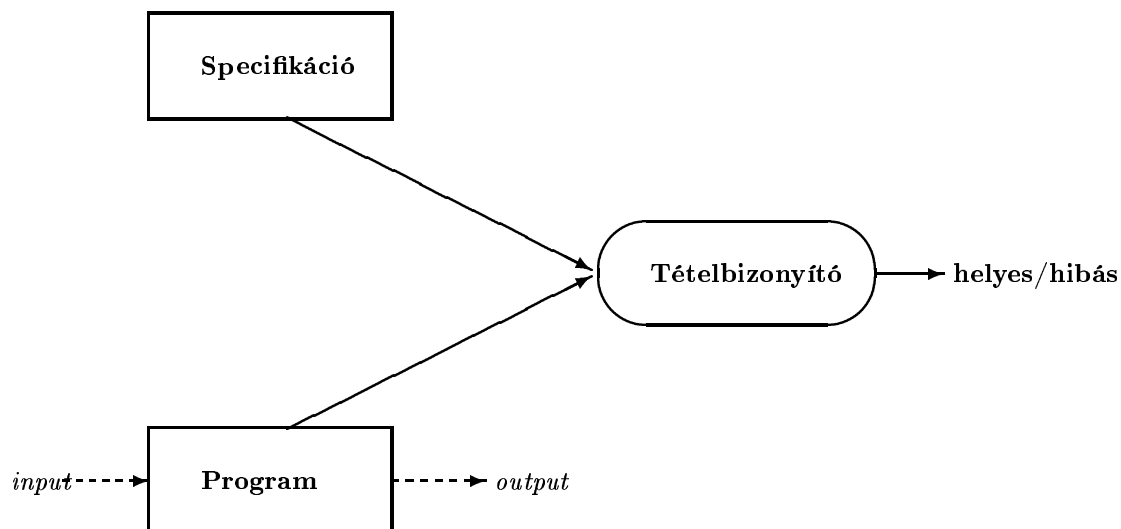 Specifikáció
Tételbizonyító
helyes/hibás
input
Program
output